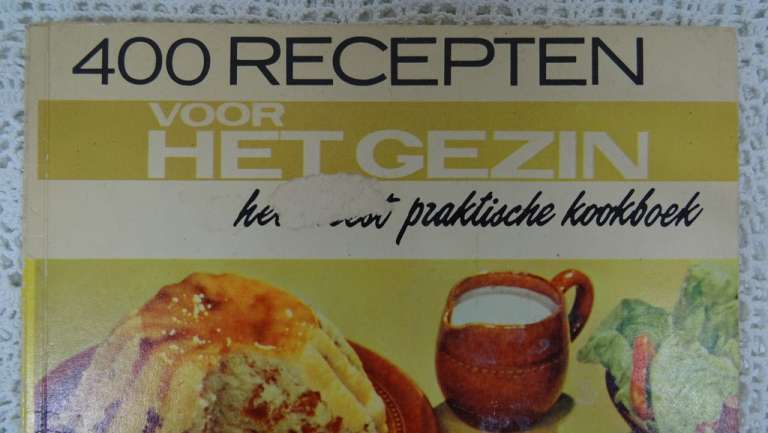 400 RECEPTEN
VOOR
HET GEZIN
praktische kookboek